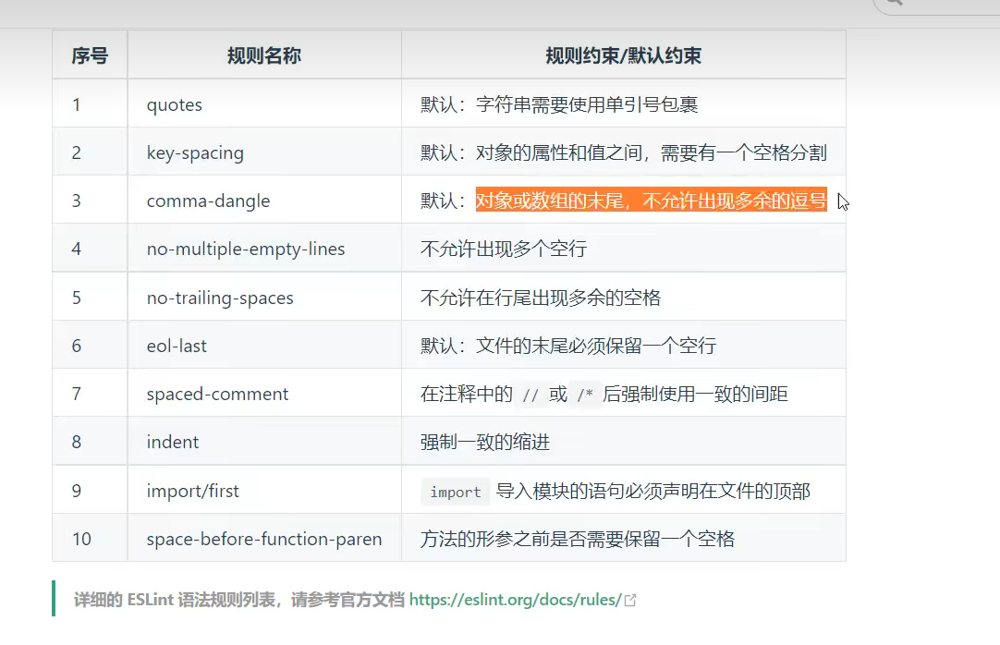 序号 规则名称 规则约束/默认约束
1 quotes 默认：字符串需要使用单引号包裹
2 key-spacing 默认：对象的属性和值之间，需要有一个空格分割
3 comma-dangle 默认：对象或数组的末尾，不允许出现多余的逗号
4 no-multiple-empty-lines 不允许出现多个空行
5 no-trailing-spaces 不允许在行尾出现多余的空格
6 eol-last 默认：文件的末尾必须保留一个空行
7 spaced-comment 在注释中的 // 或 /* 后强制使用一致的间距
8 indent 强制一致的缩进
9 import/first import 导入模块的语句必须声明在文件的顶部
10 space-before-function-paren 方法的形参之前是否需要保留一个空格
详细的 ESLint 语法规则列表，请参考官方文档 https://eslint.org/docs/rules/